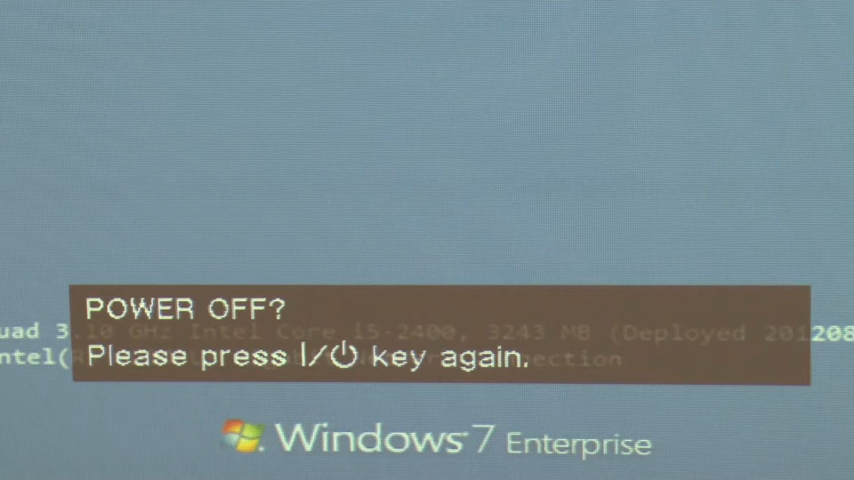 POWER OFF?
uad 3.10 GHz Intel Core i5-2400, 3243 MB (Deployed 201208
Please press I/⏻ key again.
ntel(R ection
Windows 7 Enterprise